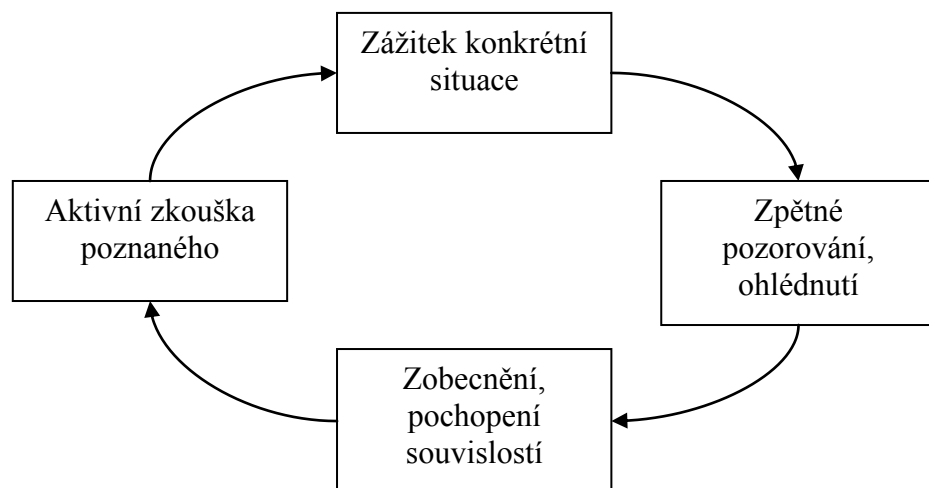 Zážitek konkrétní
situace
Zpětné
pozorování,
ohlédnutí
Zobecnění,
pochopení
souvislostí
Aktivní zkouška
poznaného